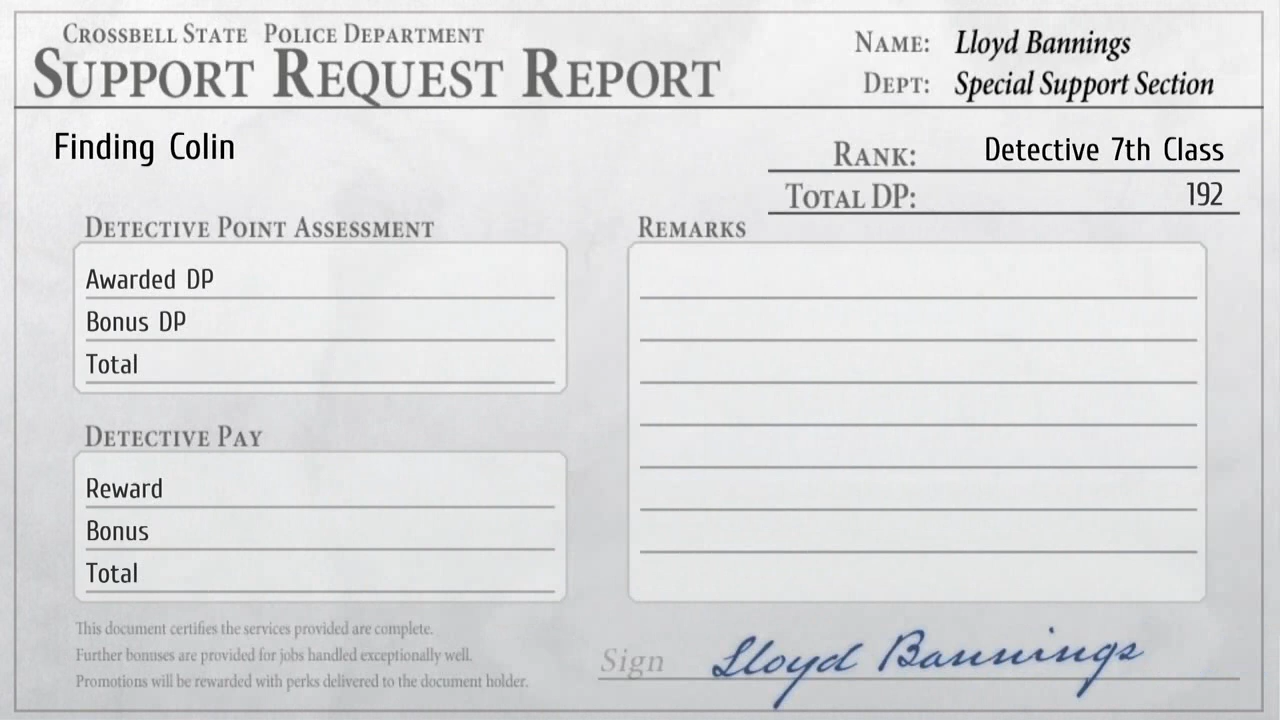 CROSSBELL STATE POLICE DEPARTMENT
SUPPORT REQUEST REPORT
NAME: Lloyd Bannings
DEPT: Special Support Section
Finding Colin
RANK: Detective 7th Class
TOTAL DP: 192
DETECTIVE POINT ASSESSMENT
Awarded DP
Bonus DP
Total
DETECTIVE PAY
Reward
Bonus
Total
REMARKS
This document certifies the services provided are complete.
Further bonuses are provided for jobs handled exceptionally well.
Promotions will be rewarded with perks delivered to the document holder.
Sign Lloyd Bannings